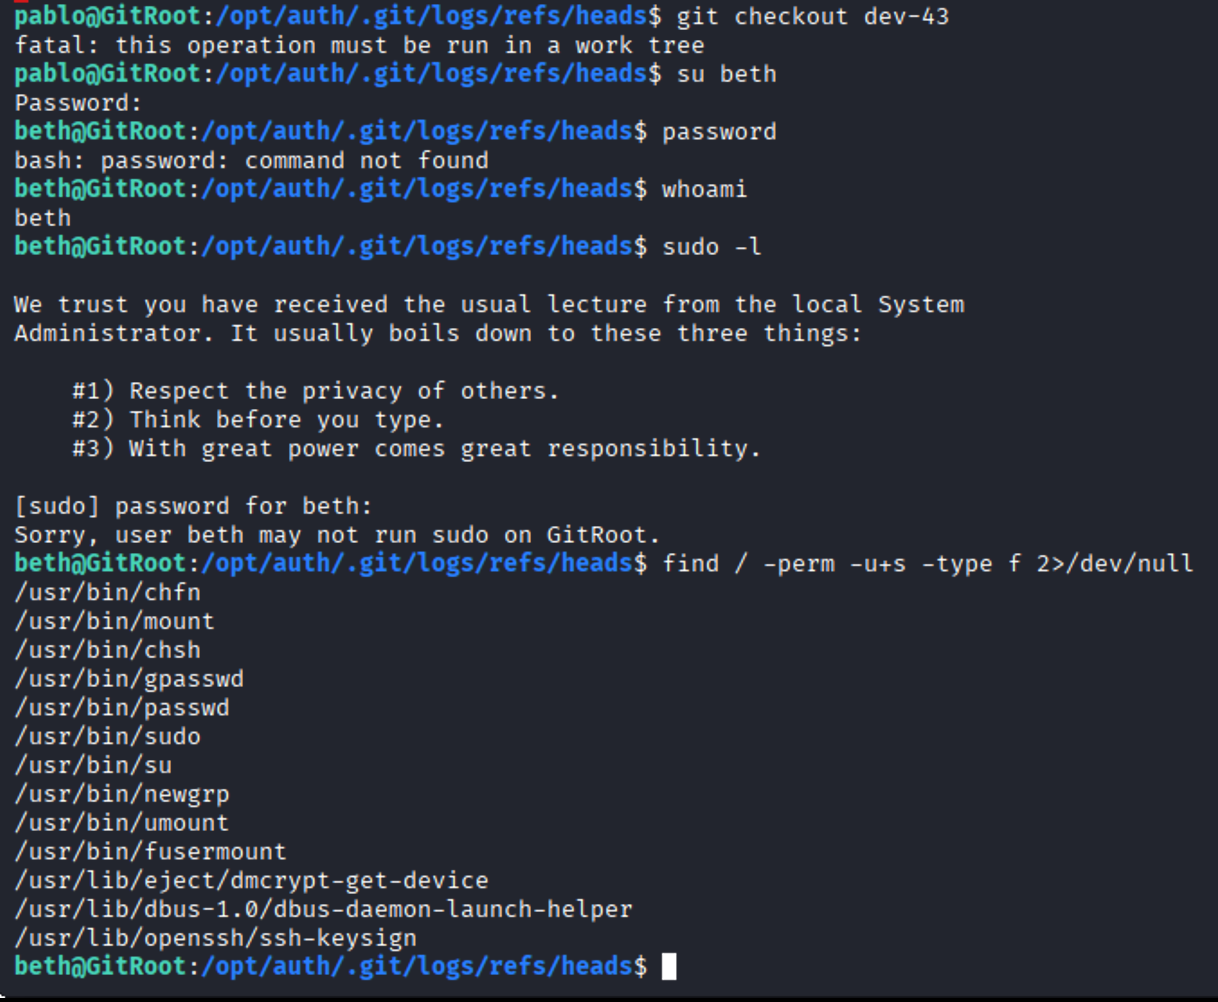 pablo@GitRoot:/opt/auth/.git/logs/refs/heads$ git checkout dev-43
fatal: this operation must be run in a work tree
pablo@GitRoot:/opt/auth/.git/logs/refs/heads$ su beth
Password:
beth@GitRoot:/opt/auth/.git/logs/refs/heads$ password
bash: password: command not found
beth@GitRoot:/opt/auth/.git/logs/refs/heads$ whoami
beth
beth@GitRoot:/opt/auth/.git/logs/refs/heads$ sudo -l
We trust you have received the usual lecture from the local System
Administrator. It usually boils down to these three things:
#1) Respect the privacy of others.
#2) Think before you type.
#3) With great power comes great responsibility.
[sudo] password for beth:
Sorry, user beth may not run sudo on GitRoot.
beth@GitRoot:/opt/auth/.git/logs/refs/heads$ find / -perm -u+s -type f 2>/dev/null
/usr/bin/chfn
/usr/bin/mount
/usr/bin/chsh
/usr/bin/gpasswd
/usr/bin/passwd
/usr/bin/sudo
/usr/bin/su
/usr/bin/newgrp
/usr/bin/umount
/usr/bin/fusermount
/usr/lib/eject/dmcrypt-get-device
/usr/lib/dbus-1.0/dbus-daemon-launch-helper
/usr/lib/openssh/ssh-keysign
beth@GitRoot:/opt/auth/.git/logs/refs/heads$